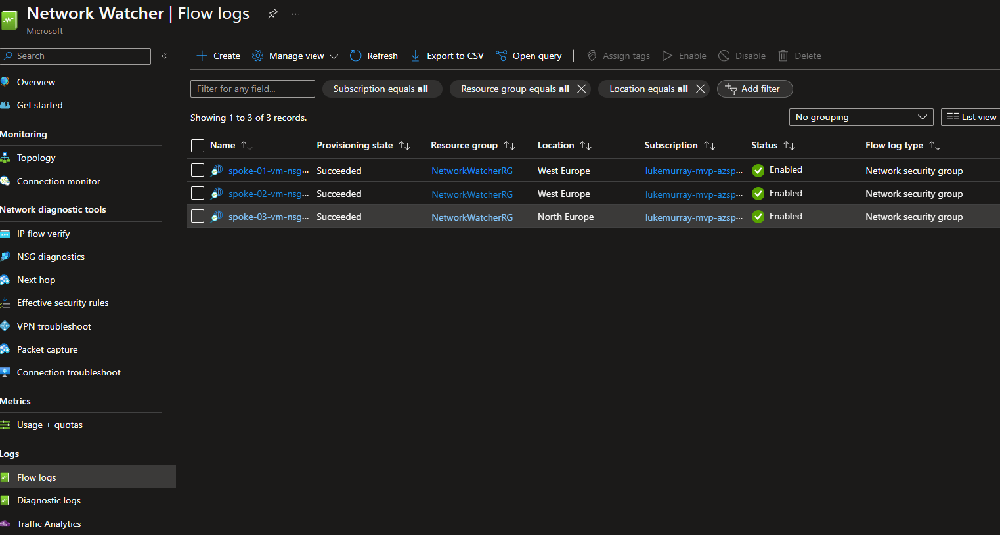 Network Watcher | Flow logs
...
Microsoft
Search
«
Overview
Get started
Monitoring
Topology
Connection monitor
Network diagnostic tools
IP flow verify
NSG diagnostics
Next hop
Effective security rules
VPN troubleshoot
Packet capture
Connection troubleshoot
Metrics
Usage + quotas
Logs
Flow logs
Diagnostic logs
Traffic Analytics
Create Manage view Refresh Export to CSV Open query | Assign tags Enable Disable Delete
Filter for any field... Subscription equals all Resource group equals all Location equals all Add filter
Showing 1 to 3 of 3 records. No grouping List view
Name Provisioning state Resource group Location Subscription Status Flow log type
spoke-01-vm-nsg... Succeeded NetworkWatcherRG West Europe lukemurray-mvp-azsp... Enabled Network security group
spoke-02-vm-nsg... Succeeded NetworkWatcherRG West Europe lukemurray-mvp-azsp... Enabled Network security group
spoke-03-vm-nsg... Succeeded NetworkWatcherRG North Europe lukemurray-mvp-azsp... Enabled Network security group